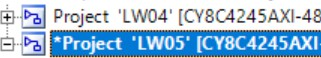 Project 'LW04' [CY8C4245AXI-48
*Project 'LW05' [CY8C4245AXI-